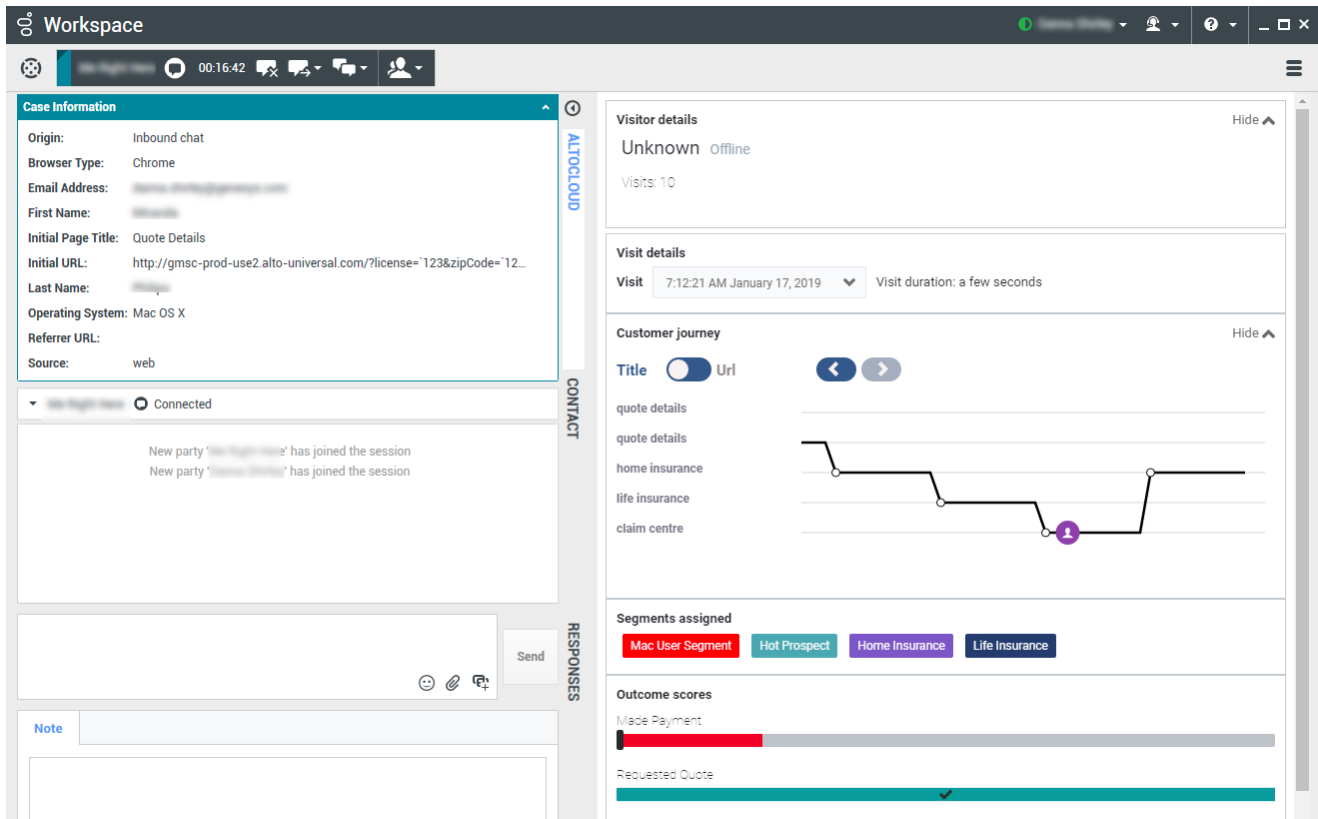 Workspace
00:16:42
Case Information
Origin: Inbound chat
Browser Type: Chrome
Email Address:
First Name:
Initial Page Title: Quote Details
Initial URL: http://gmsc-prod-use2.alto-universal.com/?license=`123&zipCode=`12...
Last Name:
Operating System: Mac OS X
Referrer URL:
Source: web
Connected
New party '' has joined the session
New party '' has joined the session
Send
Note
ALTOCLOUD
CONTACT
RESPONSES
Visitor details Hide
Unknown Offline
Visits: 10
Visit details
Visit 7:12:21 AM January 17, 2019 Visit duration: a few seconds
Customer journey Hide
Title Url
quote details
quote details
home insurance
life insurance
claim centre
Segments assigned
Mac User Segment Hot Prospect Home Insurance Life Insurance
Outcome scores
Made Payment
Requested Quote